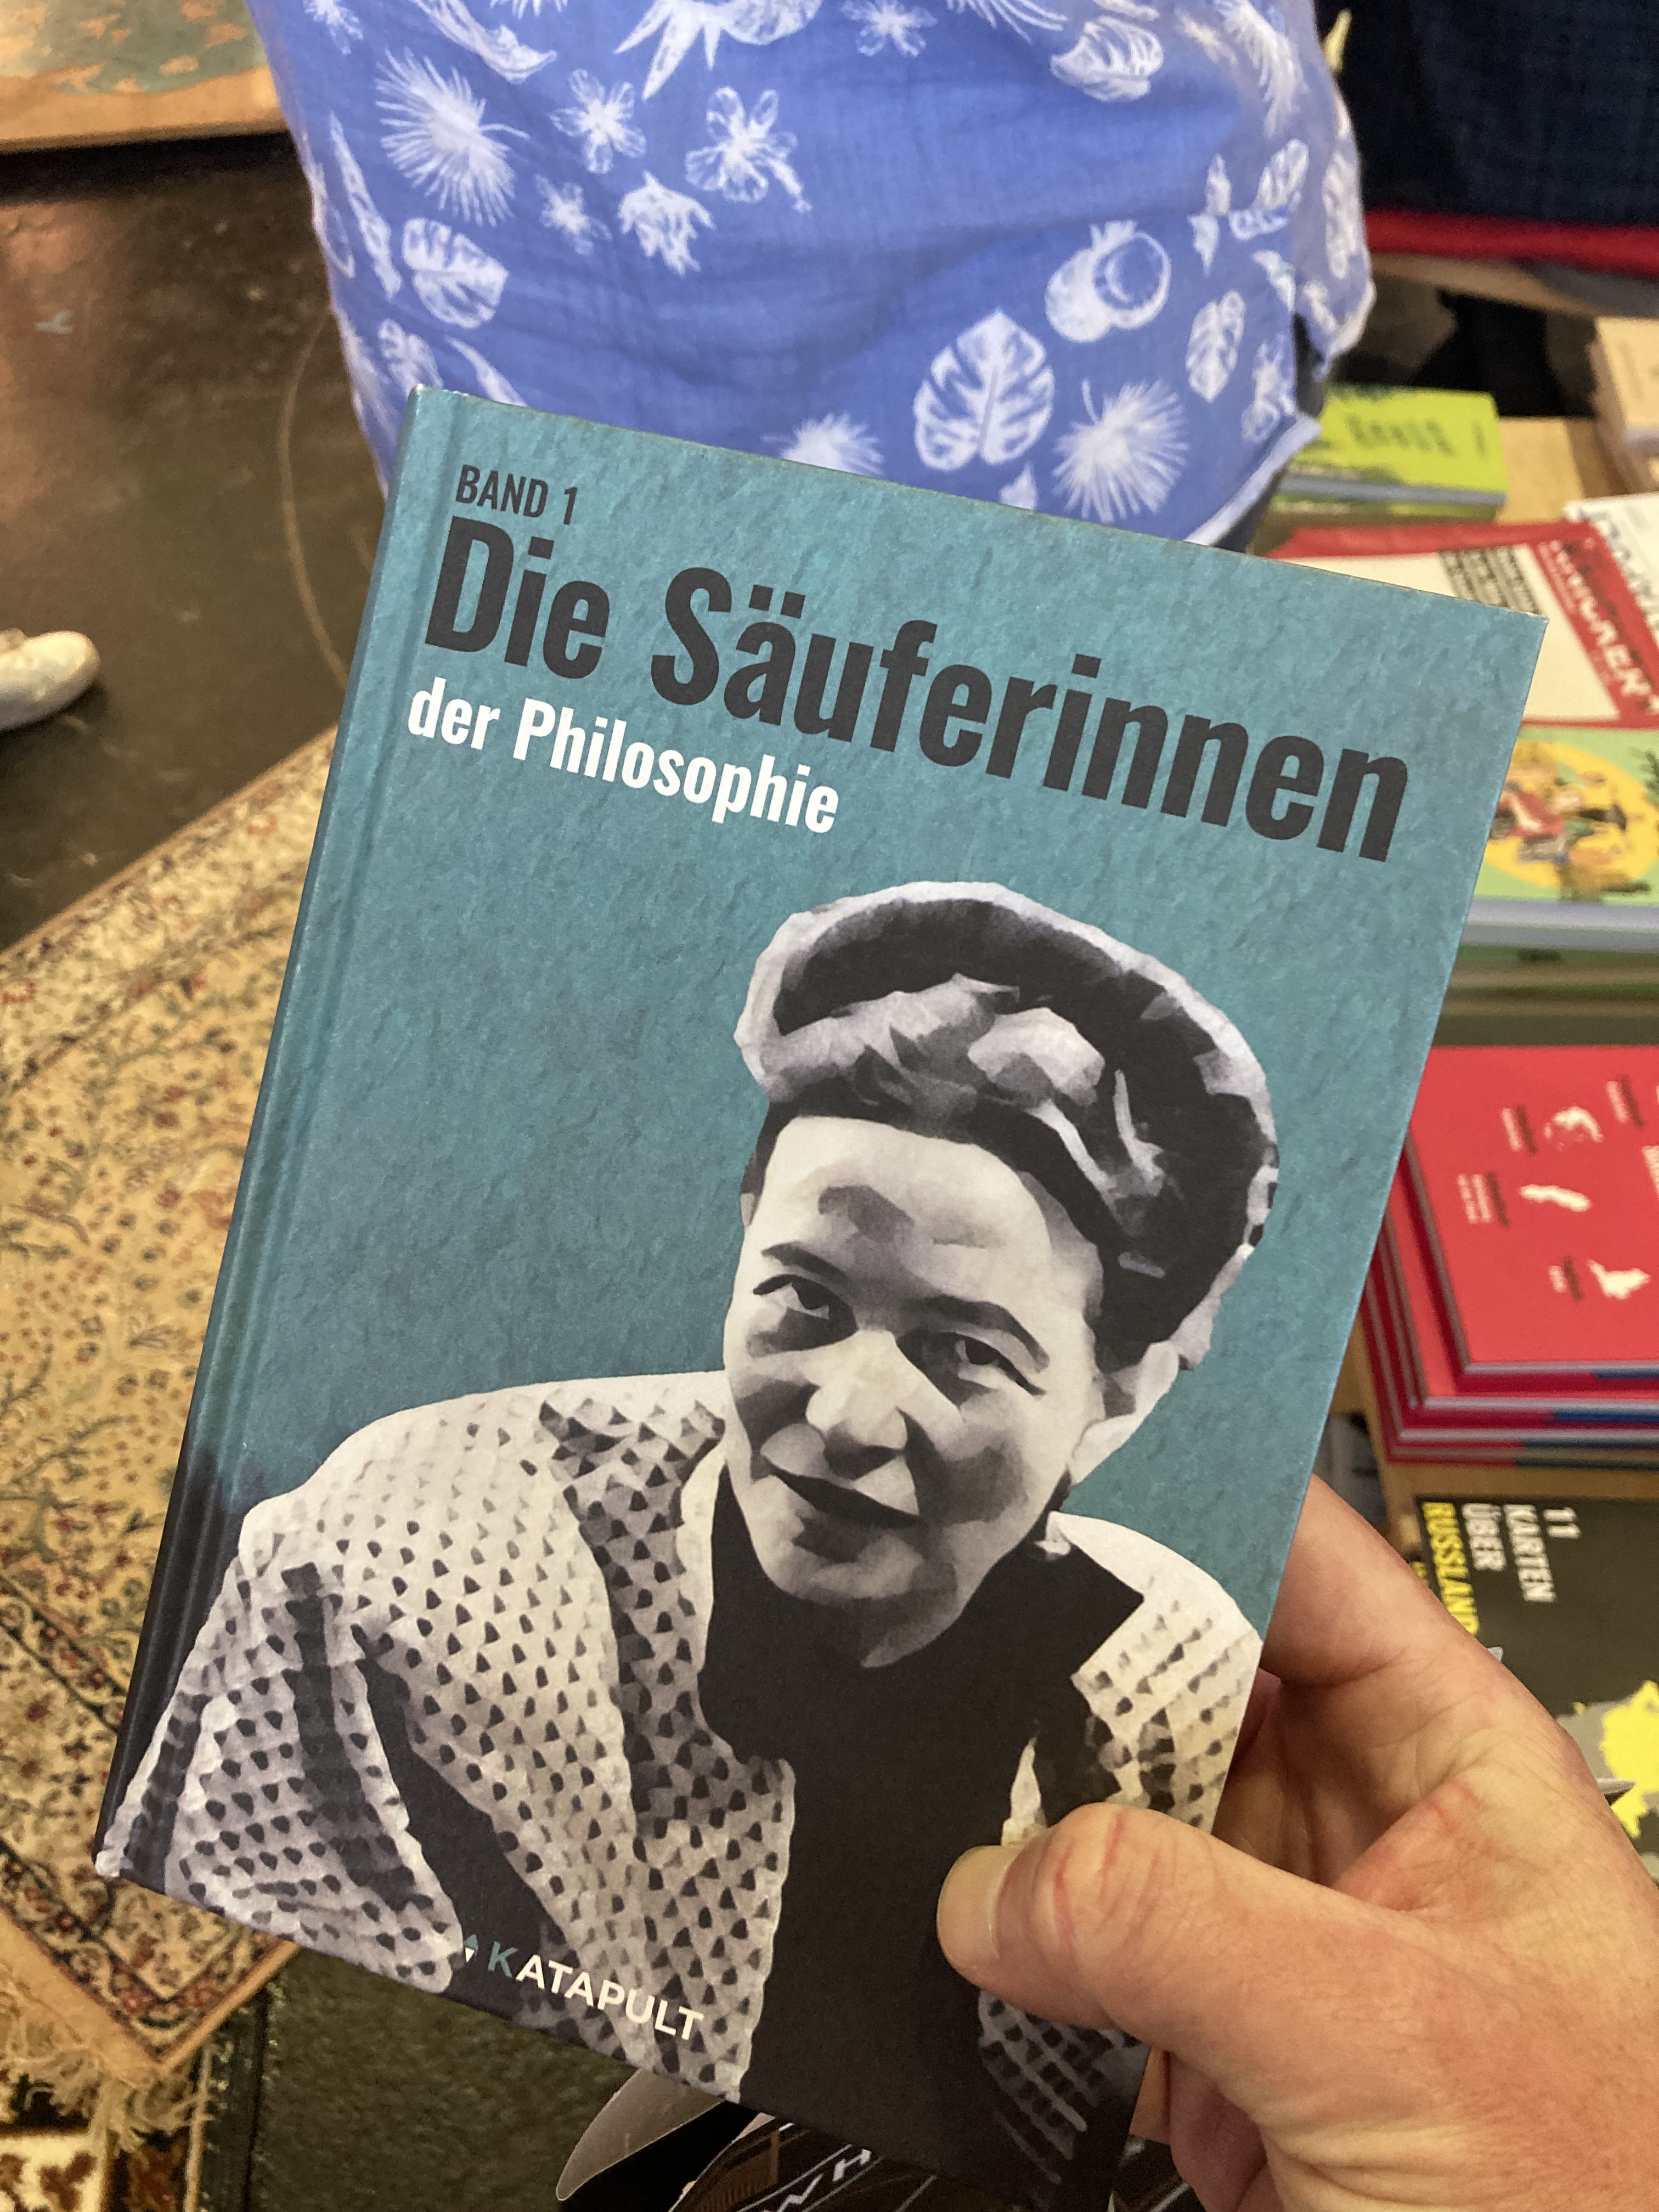 BAND 1
Die Säuferinnen
der Philosophie
KATAPULT
11
KARTEN
ÜBER
RUSSLAND